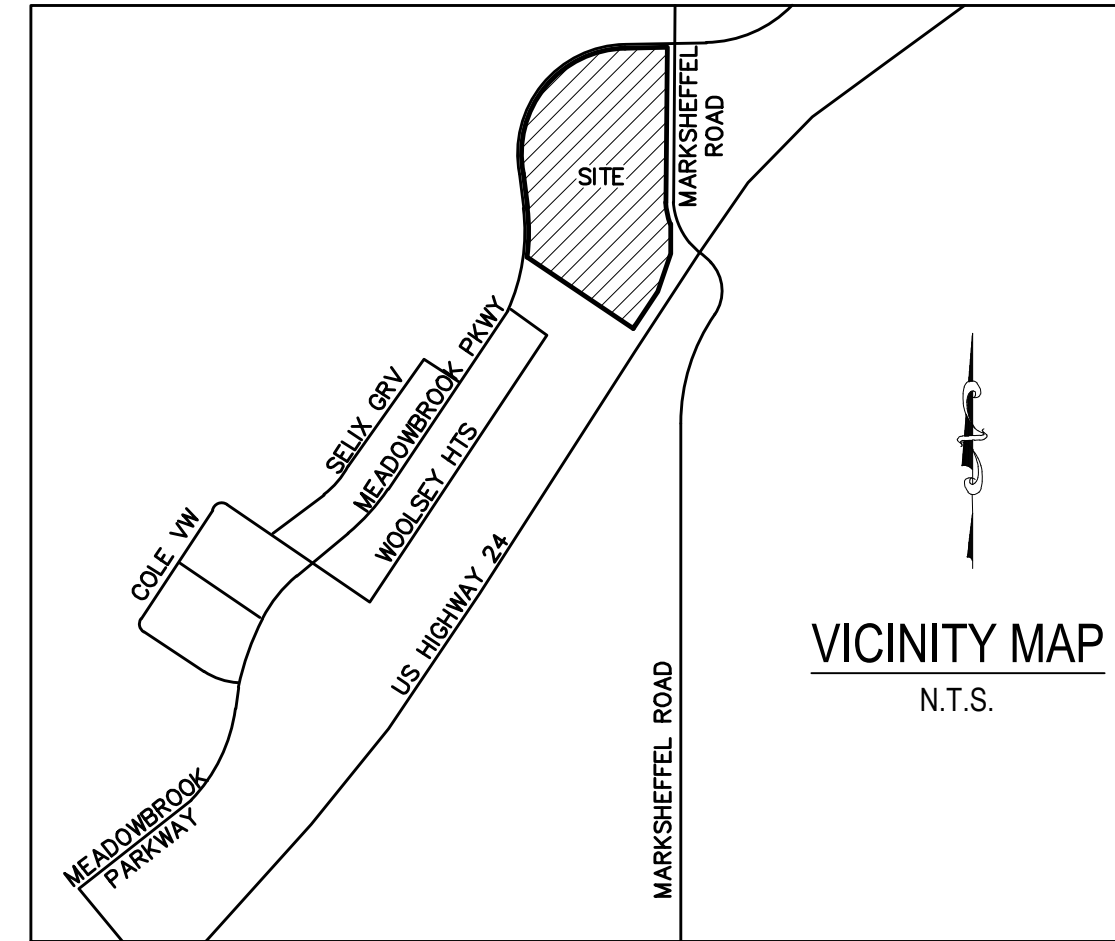 MARKSHEFFEL
ROAD
SITE
MEADOWBROOK PKWY
SELIX GRV
WOOLSEY HTS
COLE VW
US HIGHWAY 24
VICINITY MAP
N.T.S.
MARKSHEFFEL ROAD
MEADOWBROOK
PARKWAY